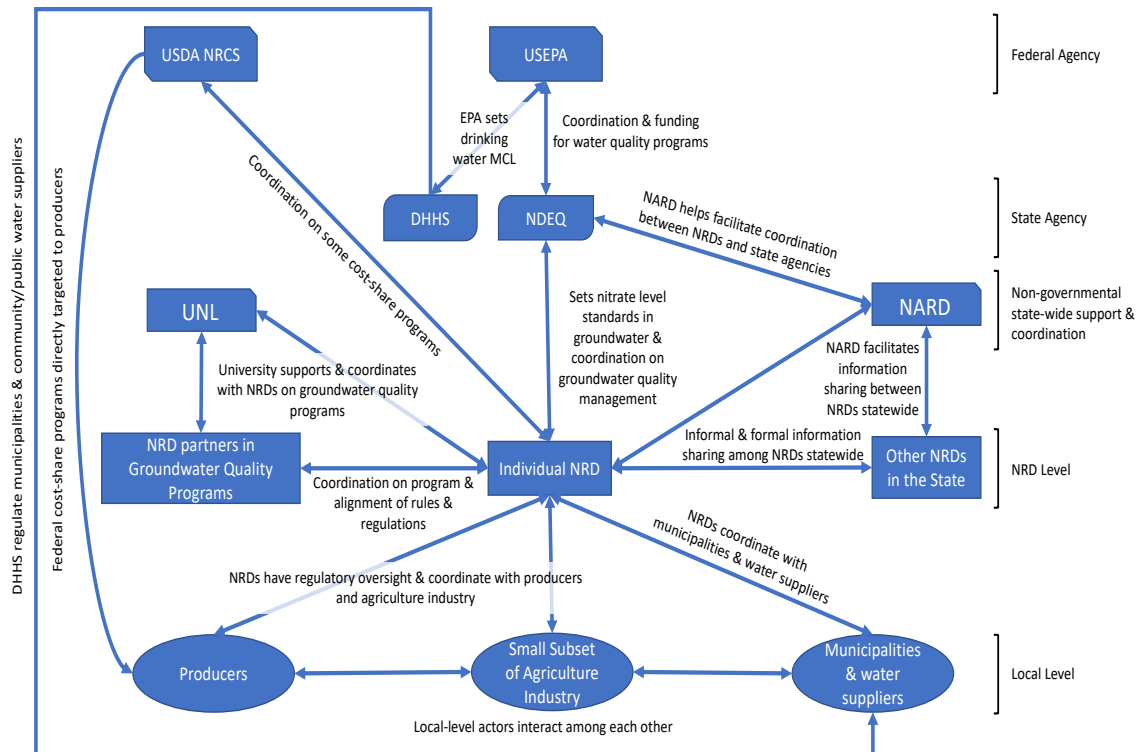 USDA NRCS
USEPA
Federal Agency
EPA sets
drinking
water MCL
Coordination & funding
for water quality programs
DHHS regulate municipalities & community/public water suppliers
Federal cost-share programs directly targeted to producers
Coordination on some cost-share programs
DHHS
NDEQ
NARD helps facilitate coordination
between NRDs and state agencies
State Agency
UNL
Sets nitrate level
standards in
groundwater &
coordination on
groundwater quality
management
NARD
Non-governmental
state-wide support &
coordination
University supports & coordinates
with NRDs on groundwater quality
programs
NARD facilitates
information
sharing between
NRDs statewide
NRD partners in
Groundwater Quality
Programs
Coordination on program &
alignment of rules &
regulations
Individual NRD
Informal & formal information
sharing among NRDs statewide
Other NRDs
in the State
NRD Level
NRDs have regulatory oversight & coordinate with producers
and agriculture industry
NRDs coordinate with
municipalities & water suppliers
Producers
Small Subset
of Agriculture
Industry
Municipalities
& water
suppliers
Local Level
Local-level actors interact among each other